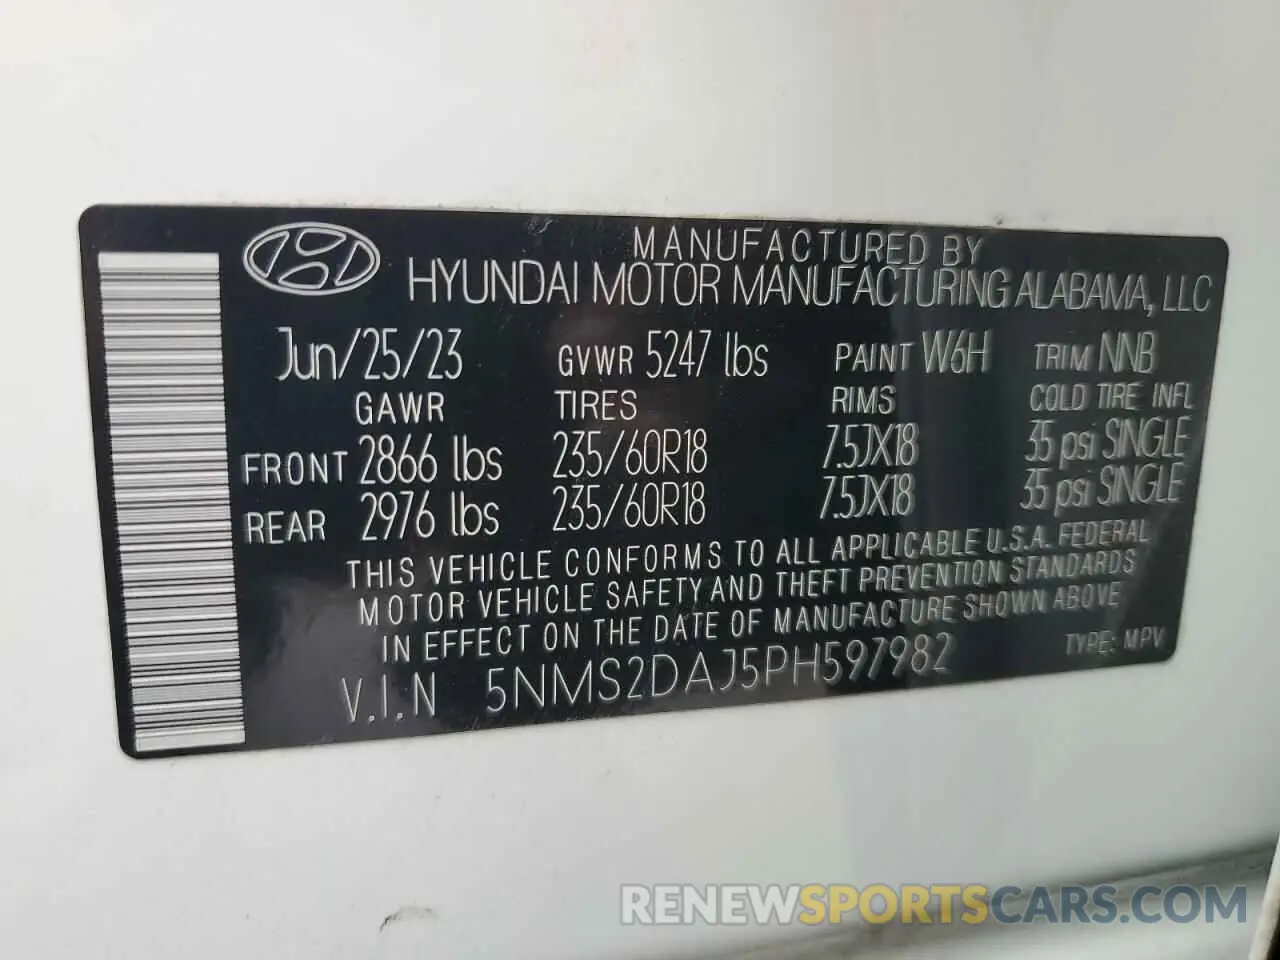 MANUFACTURED BY
HYUNDAI MOTOR MANUFACTURING ALABAMA, LLC
Jun/25/23 GVWR 5247 lbs PAINT W6H TRIM NNB
GAWR TIRES RIMS COLD TIRE INFL
FRONT 2866 lbs 235/60R18 7.5JX18 35 psi SINGLE
REAR 2976 lbs 235/60R18 7.5JX18 35 psi SINGLE
THIS VEHICLE CONFORMS TO ALL APPLICABLE U.S.A. FEDERAL
MOTOR VEHICLE SAFETY AND THEFT PREVENTION STANDARDS
IN EFFECT ON THE DATE OF MANUFACTURE SHOWN ABOVE
V.I.N 5NMS2DAJ5PH597982 TYPE: MPV
RENEWSPORTSCARS.COM